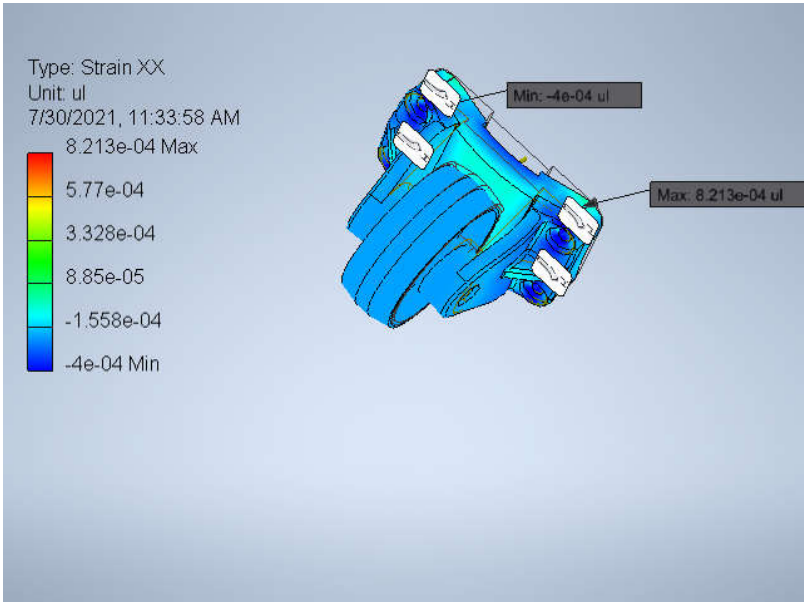 Type: Strain XX
Unit: ul
7/30/2021, 11:33:58 AM
8.213e-04 Max
5.77e-04
3.328e-04
8.85e-05
-1.558e-04
-4e-04 Min
Min: -4e-04 ul
Max: 8.213e-04 ul